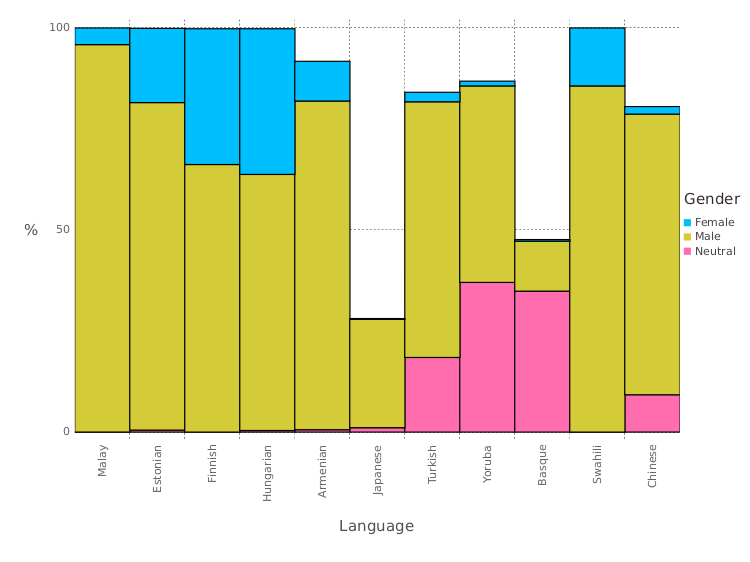 100
50
0
%
Malay
Estonian
Finnish
Hungarian
Armenian
Japanese
Turkish
Yoruba
Basque
Swahili
Chinese
Language
Gender
Female
Male
Neutral